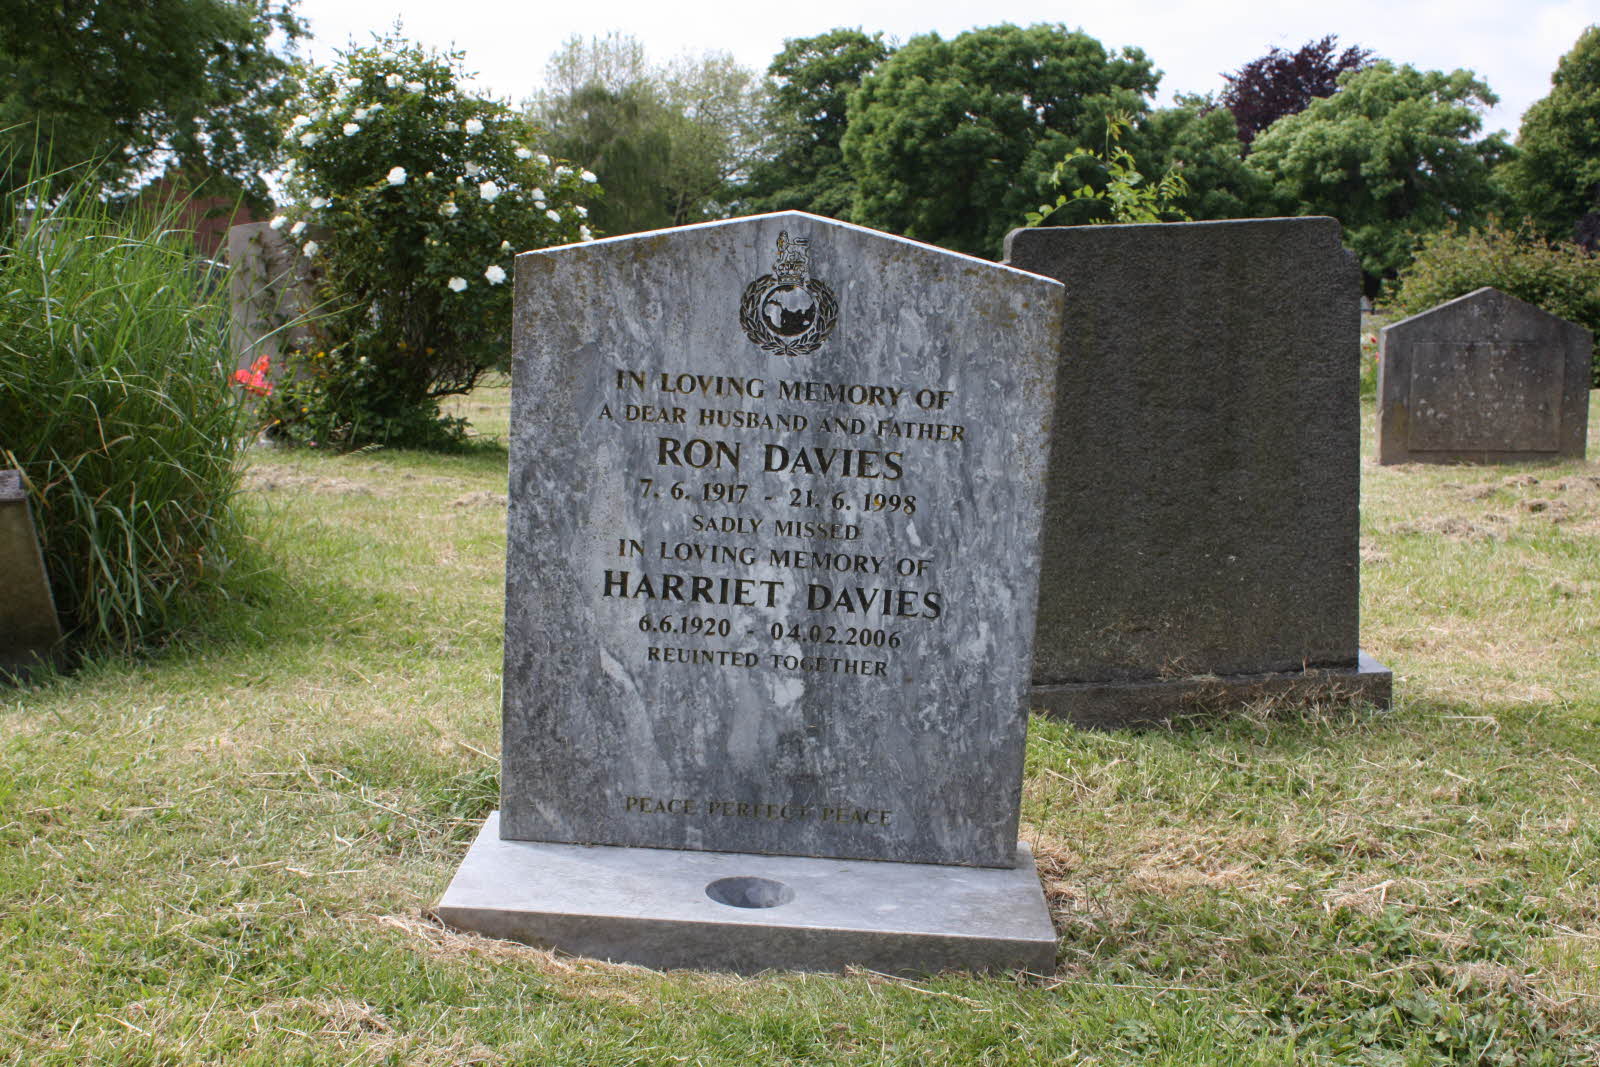 IN LOVING MEMORY OF
A DEAR HUSBAND AND FATHER
RON DAVIES
7. 6. 1917 - 21. 6. 1998
SADLY MISSED
IN LOVING MEMORY OF
HARRIET DAVIES
6.6.1920 - 04.02.2006
REUINTED TOGETHER
PEACE PERFECT PEACE